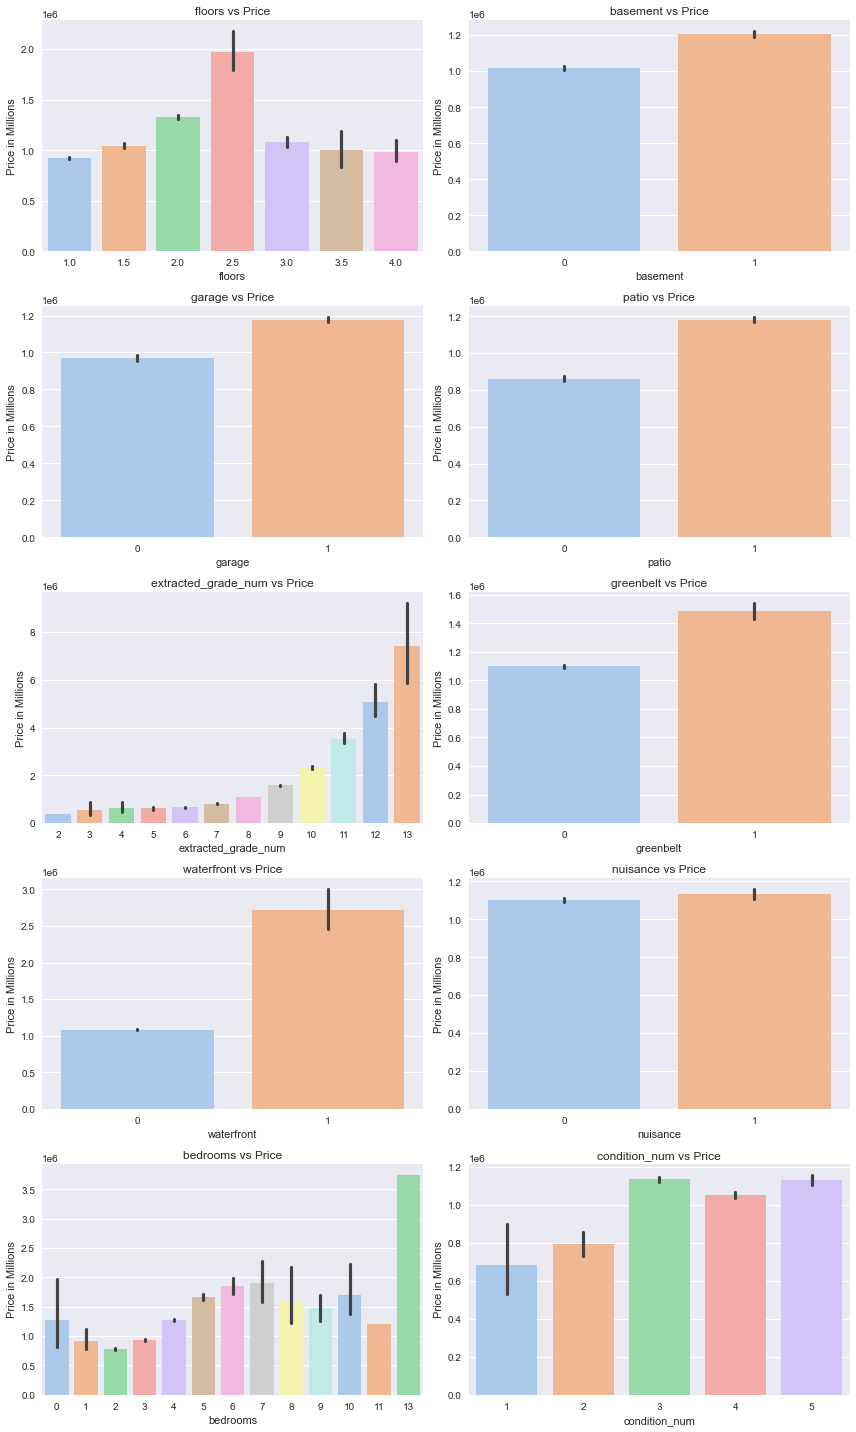 floors vs Price
1e6
Price in Millions
2.0
1.5
1.0
0.5
0.0
1.0 1.5 2.0 2.5 3.0 3.5 4.0
floors
basement vs Price
1e6
Price in Millions
1.2
1.0
0.8
0.6
0.4
0.2
0.0
0 1
basement
garage vs Price
1e6
Price in Millions
1.2
1.0
0.8
0.6
0.4
0.2
0.0
0 1
garage
patio vs Price
1e6
Price in Millions
1.2
1.0
0.8
0.6
0.4
0.2
0.0
0 1
patio
extracted_grade_num vs Price
1e6
Price in Millions
8
6
4
2
0
2 3 4 5 6 7 8 9 10 11 12 13
extracted_grade_num
greenbelt vs Price
1e6
Price in Millions
1.6
1.4
1.2
1.0
0.8
0.6
0.4
0.2
0.0
0 1
greenbelt
waterfront vs Price
1e6
Price in Millions
3.0
2.5
2.0
1.5
1.0
0.5
0.0
0 1
waterfront
nuisance vs Price
1e6
Price in Millions
1.2
1.0
0.8
0.6
0.4
0.2
0.0
0 1
nuisance
bedrooms vs Price
1e6
Price in Millions
3.5
3.0
2.5
2.0
1.5
1.0
0.5
0.0
0 1 2 3 4 5 6 7 8 9 10 11 13
bedrooms
condition_num vs Price
1e6
Price in Millions
1.2
1.0
0.8
0.6
0.4
0.2
0.0
1 2 3 4 5
condition_num